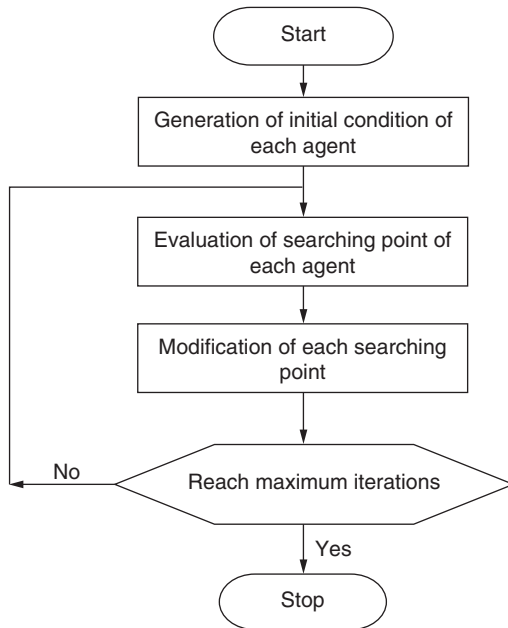 Start
Generation of initial condition of
each agent
Evaluation of searching point of
each agent
Modification of each searching
point
Reach maximum iterations
No
Yes
Stop